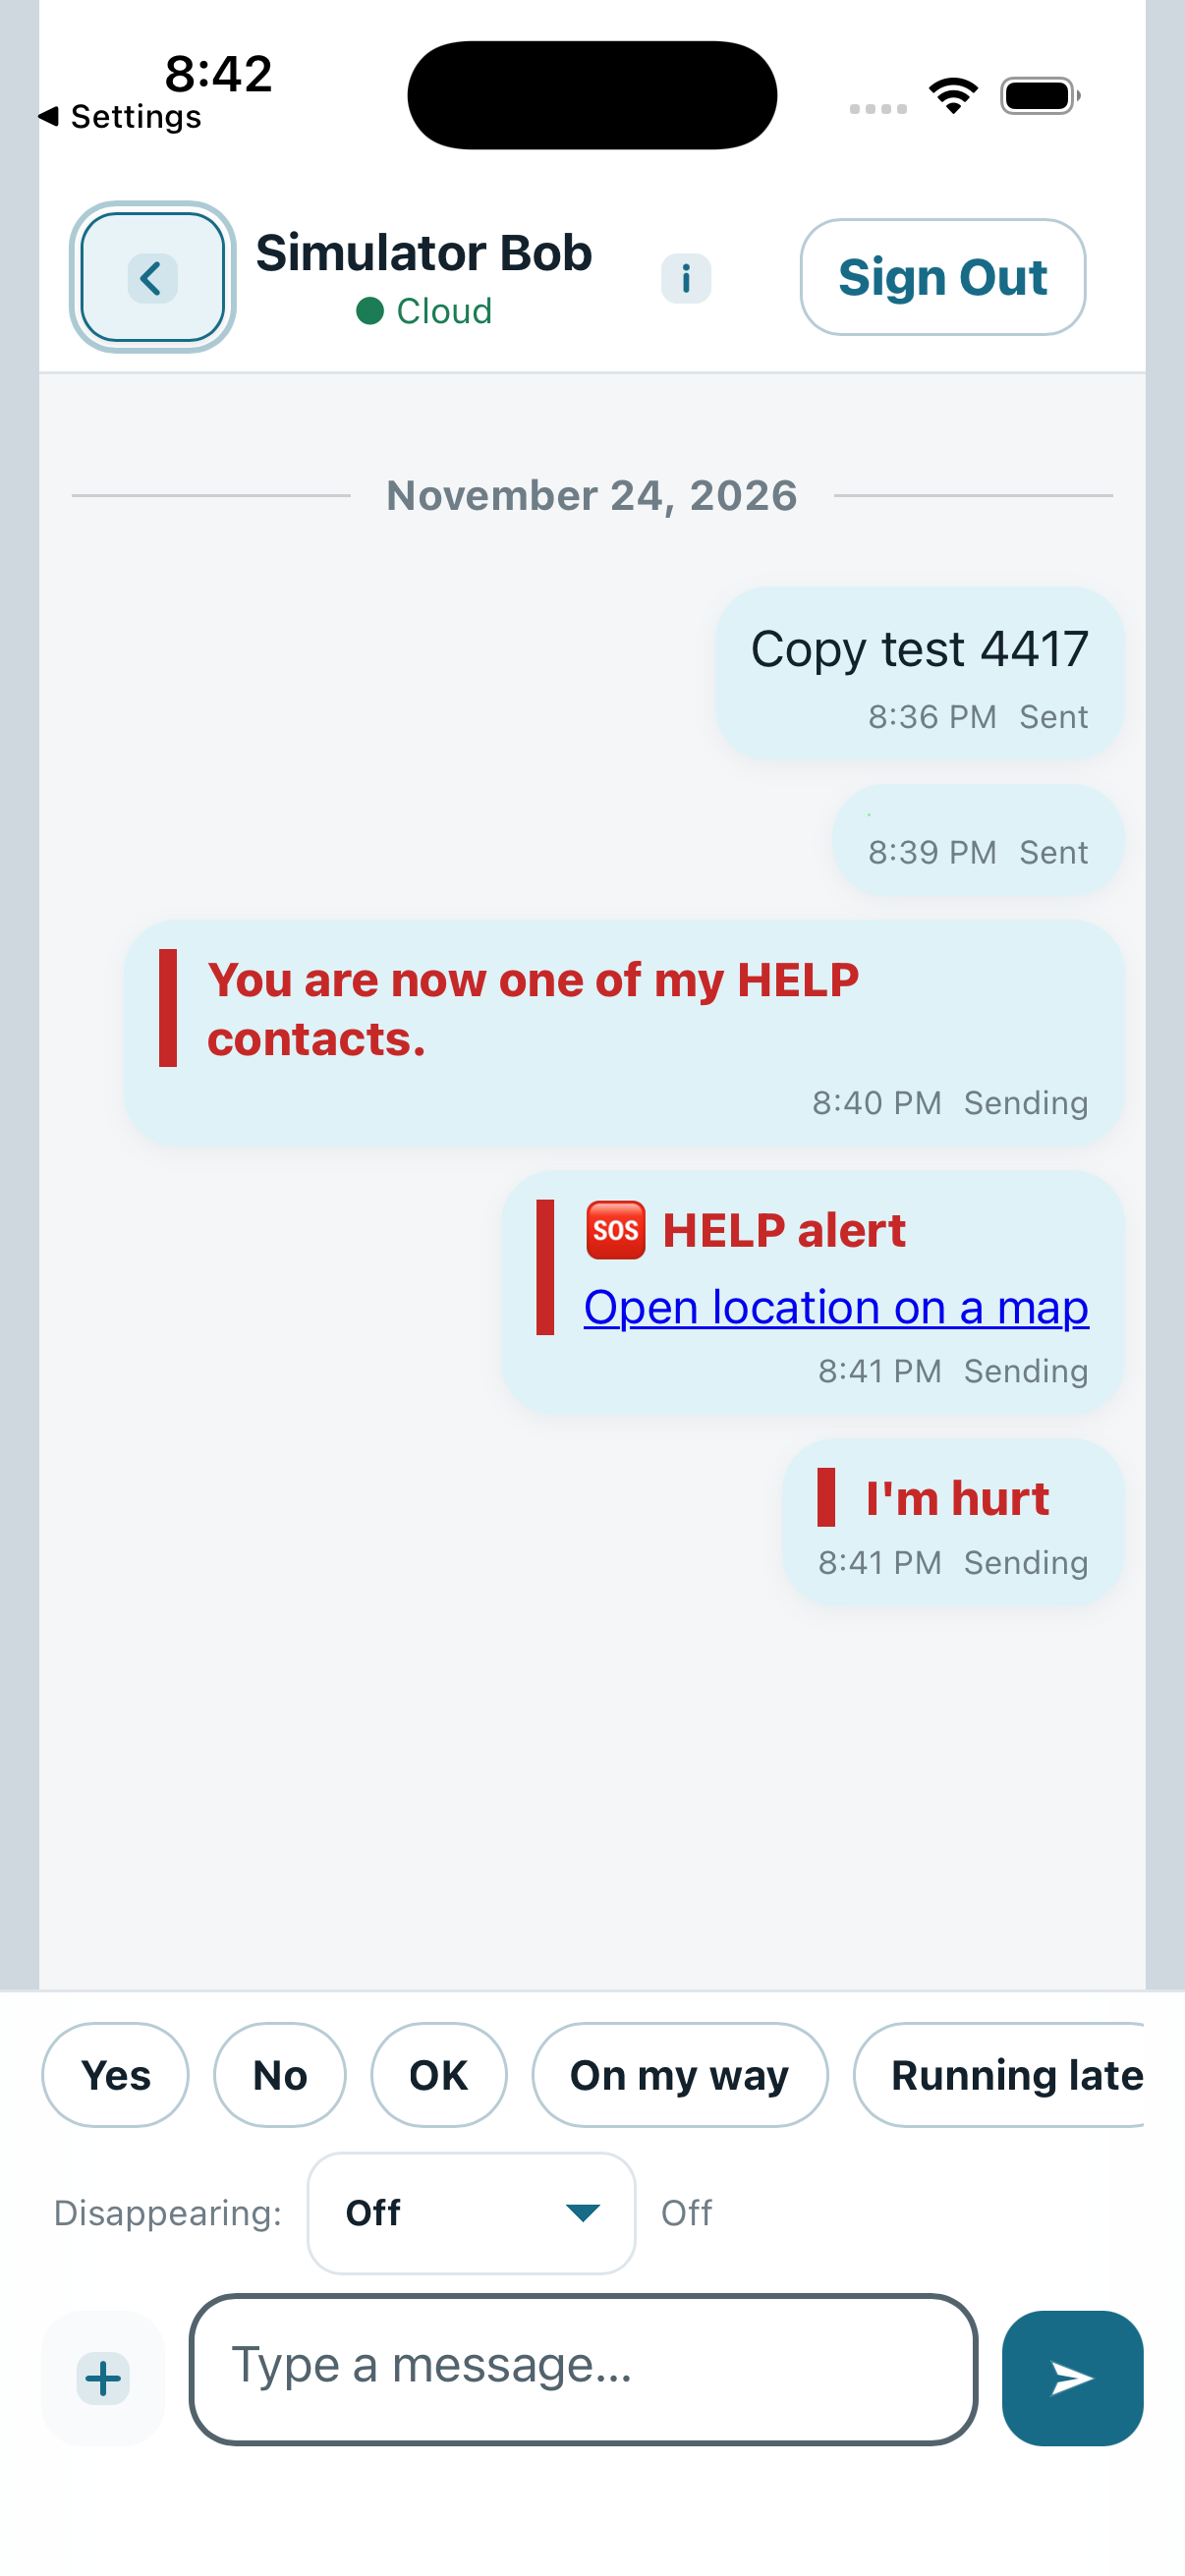 8:42
◀ Settings
Simulator Bob
Cloud
i
Sign Out
November 24, 2026
Copy test 4417
8:36 PM Sent
8:39 PM Sent
You are now one of my HELP
contacts.
8:40 PM Sending
🆘 HELP alert
Open location on a map
8:41 PM Sending
I'm hurt
8:41 PM Sending
Yes No OK On my way Running late
Disappearing: Off Off
Type a message...